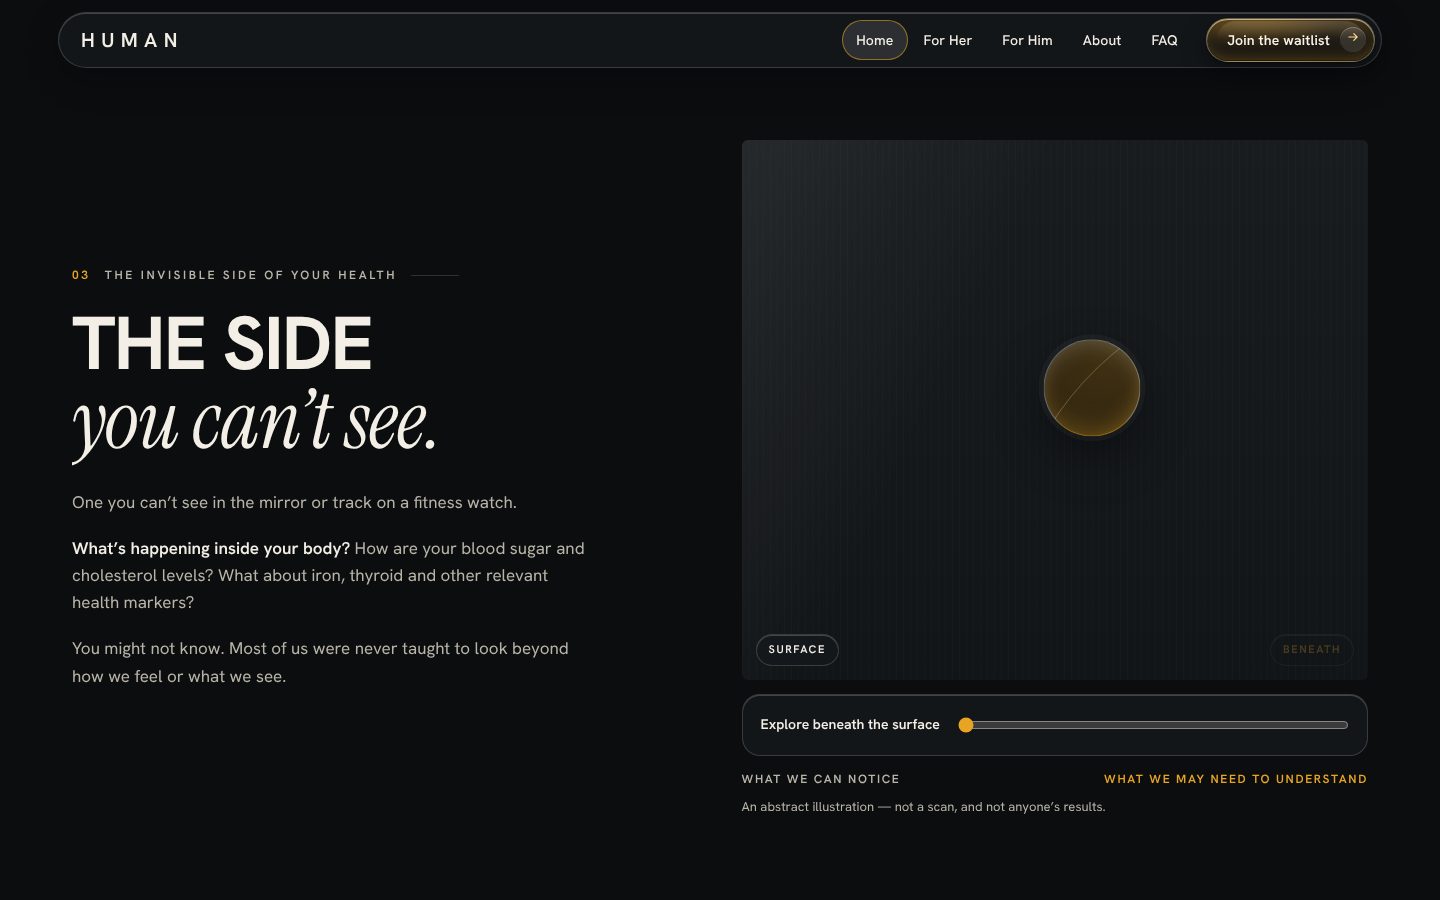 HUMAN
Home
For Her
For Him
About
FAQ
Join the waitlist
03 THE INVISIBLE SIDE OF YOUR HEALTH
THE SIDE
you can’t see.
One you can’t see in the mirror or track on a fitness watch.
What’s happening inside your body? How are your blood sugar and
cholesterol levels? What about iron, thyroid and other relevant
health markers?
You might not know. Most of us were never taught to look beyond
how we feel or what we see.
SURFACE
BENEATH
Explore beneath the surface
WHAT WE CAN NOTICE
WHAT WE MAY NEED TO UNDERSTAND
An abstract illustration — not a scan, and not anyone’s results.